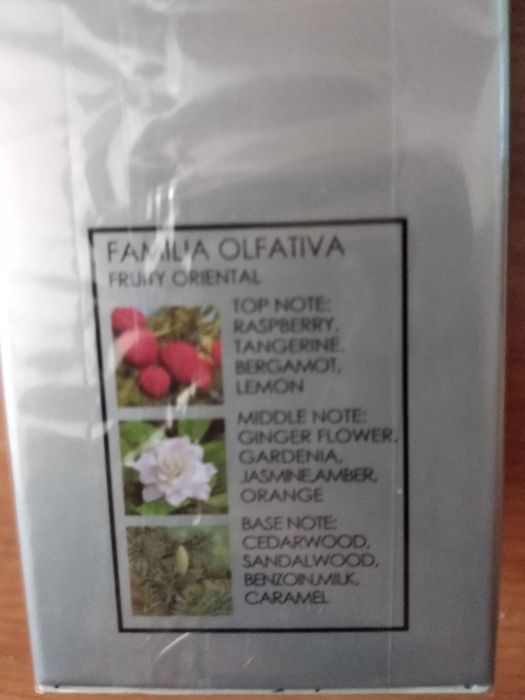 FAMILIA OLFATIVA
FRUITY ORIENTAL
TOP NOTE:
RASPBERRY,
TANGERINE,
BERGAMOT,
LEMON
MIDDLE NOTE:
GINGER FLOWER,
GARDENIA,
JASMINE,AMBER,
ORANGE
BASE NOTE:
CEDARWOOD,
SANDALWOOD,
BENZOIN,MILK,
CARAMEL